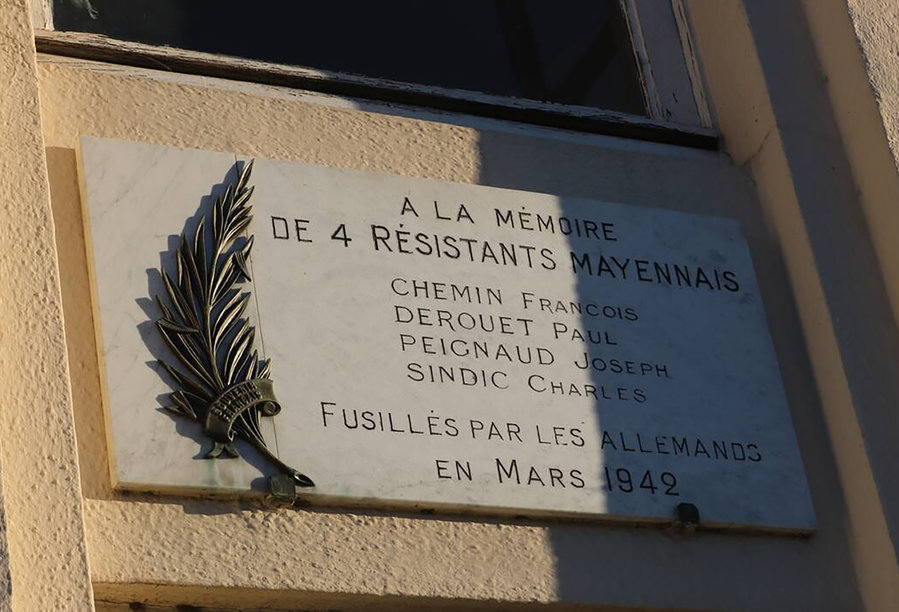 A LA MÉMOIRE
DE 4 RÉSISTANTS MAYENNAIS
CHEMIN FRANCOIS
DEROUET PAUL
PEIGNAUD JOSEPH
SINDIC CHARLES
FUSILLÉS PAR LES ALLEMANDS
EN MARS 1942